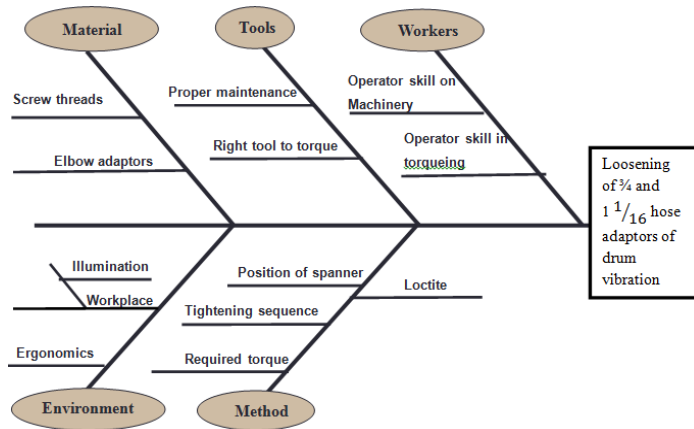 Material
Tools
Workers
Screw threads
Elbow adaptors
Proper maintenance
Right tool to torque
Operator skill on
Machinery
Operator skill in
torqueing
Loosening
of ¾ and
1 1/16 hose
adaptors of
drum
vibration
Illumination
Workplace
Ergonomics
Position of spanner
Tightening sequence
Required torque
Loctite
Environment
Method